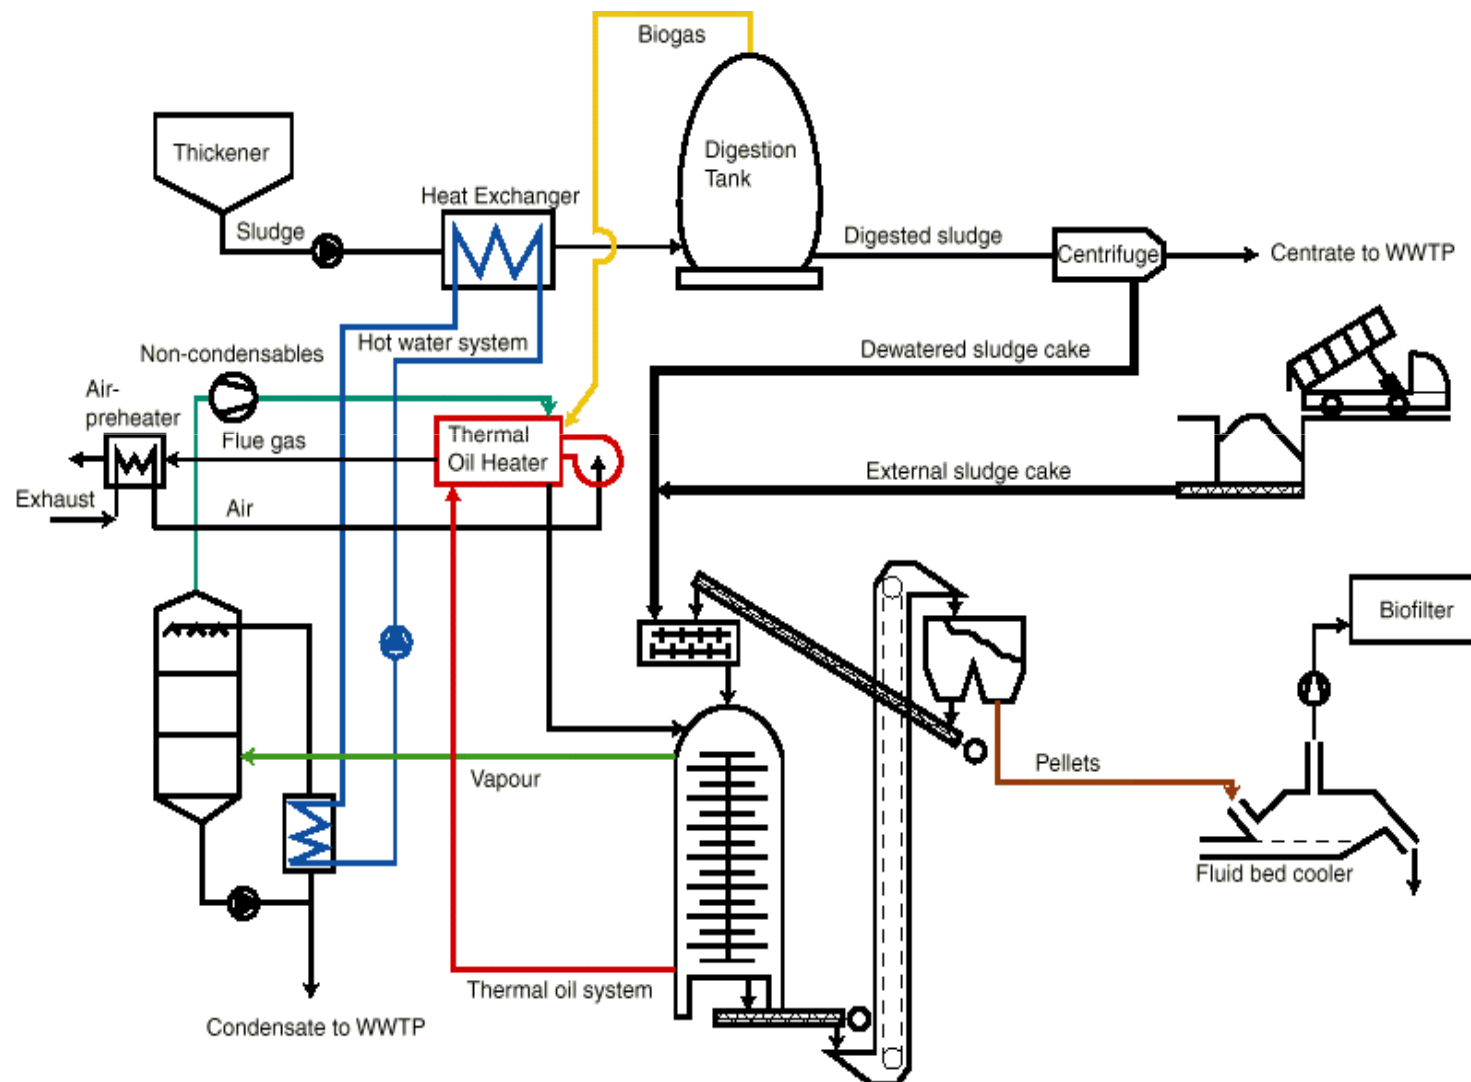 Biogas
Thickener
Digestion
Tank
Heat Exchanger
Sludge
Digested sludge
Centrifuge
Centrate to WWTP
Hot water system
Non-condensables
Dewatered sludge cake
Air-
preheater
Flue gas
Thermal
Oil Heater
External sludge cake
Exhaust
Air
Biofilter
Vapour
Pellets
Fluid bed cooler
Thermal oil system
Condensate to WWTP